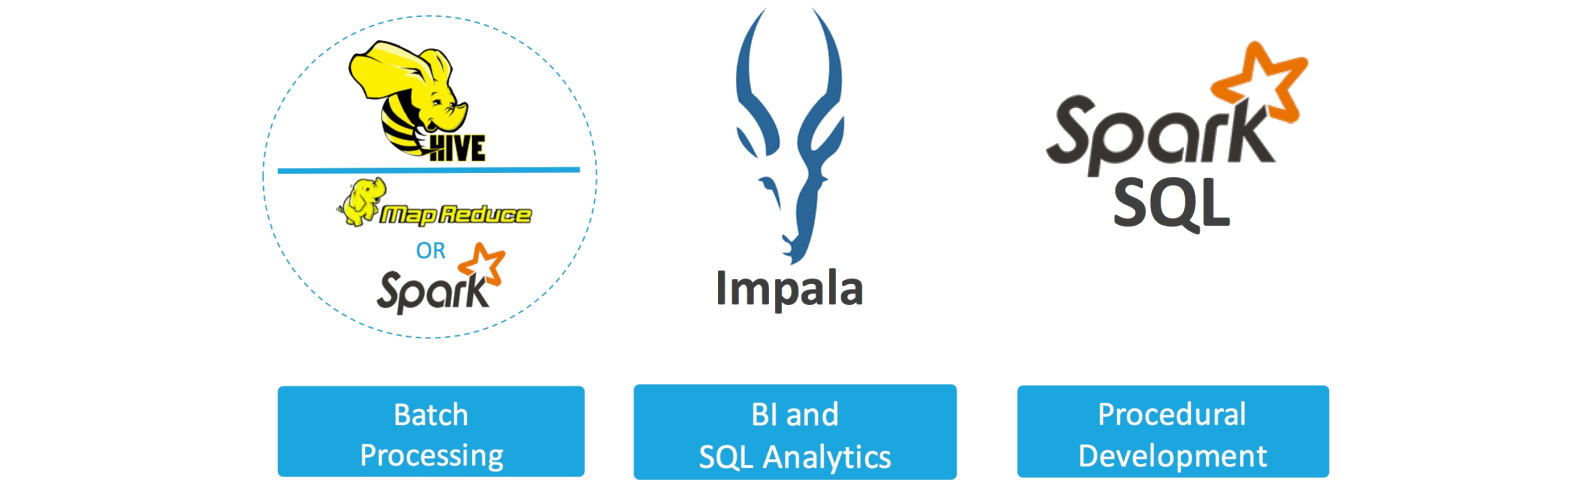 HIVE
Map Reduce
OR
Spark
Batch
Processing
Impala
BI and
SQL Analytics
Spark
SQL
Procedural
Development